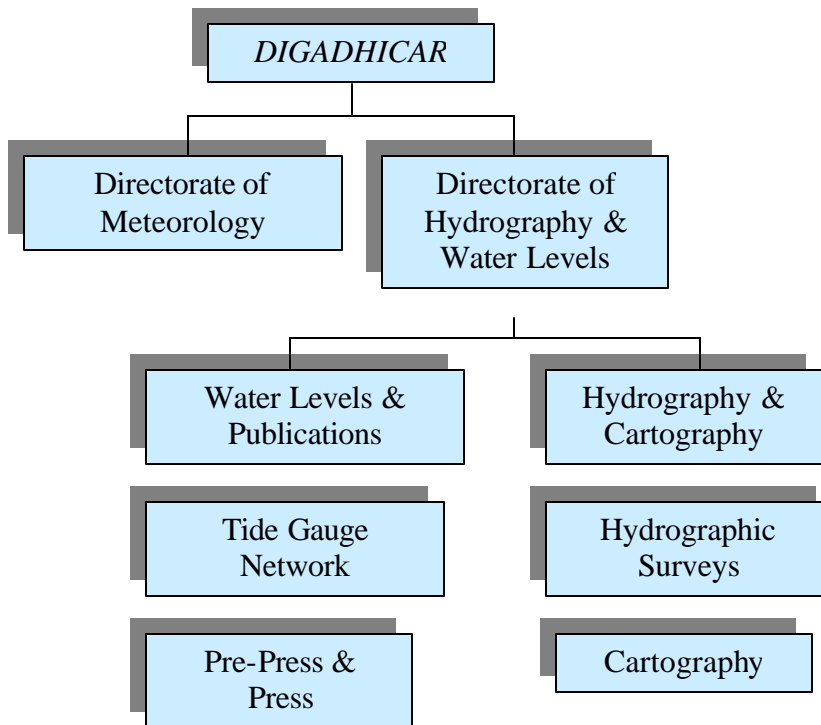 DIGADHICAR
Directorate of
Meteorology
Directorate of
Hydrography &
Water Levels
Water Levels &
Publications
Hydrography &
Cartography
Tide Gauge
Network
Hydrographic
Surveys
Pre-Press &
Press
Cartography